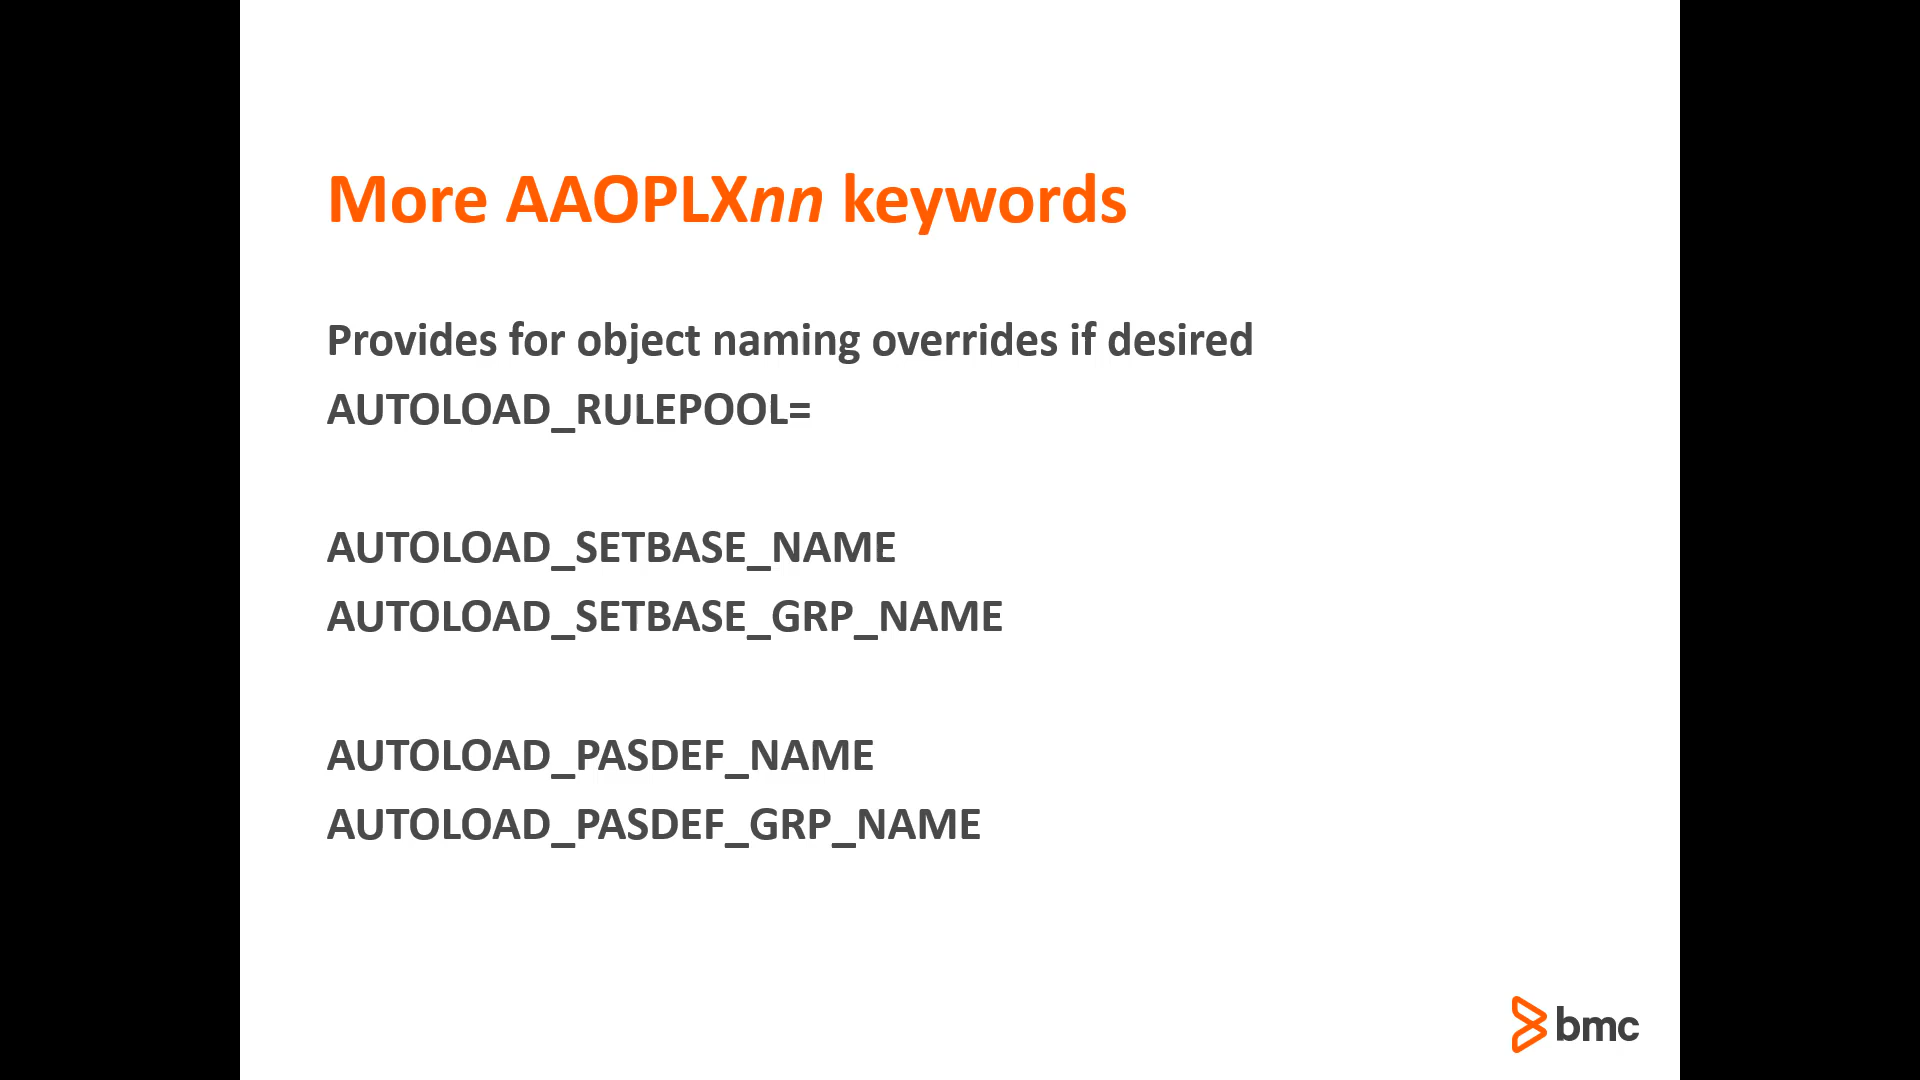 More AAOPLXnn keywords
Provides for object naming overrides if desired
AUTOLOAD_RULEPOOL=
AUTOLOAD_SETBASE_NAME
AUTOLOAD_SETBASE_GRP_NAME
AUTOLOAD_PASDEF_NAME
AUTOLOAD_PASDEF_GRP_NAME
bmc